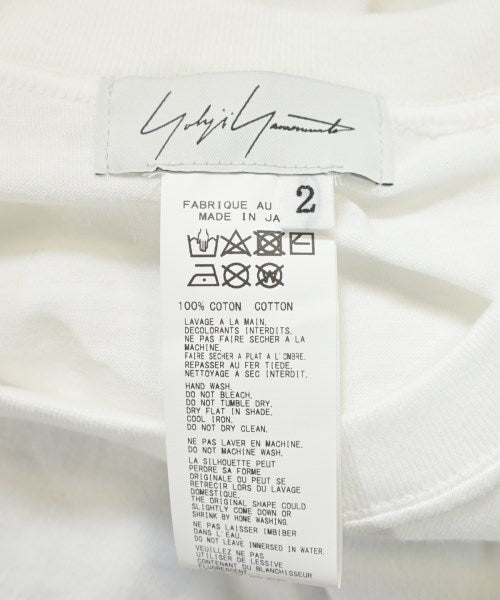 Yohji Yamamoto
2
FABRIQUE AU
MADE IN JA
100% COTON COTTON
LAVAGE A LA MAIN.
DECOLORANTS INTERDITS.
NE PAS FAIRE SECHER A LA
MACHINE.
FAIRE SECHER A PLAT A L'OMBRE.
REPASSER AU FER TIEDE.
NETTOYAGE A SEC INTERDIT.
HAND WASH.
DO NOT BLEACH.
DO NOT TUMBLE DRY.
DRY FLAT IN SHADE.
COOL IRON.
DO NOT DRY CLEAN.
NE PAS LAVER EN MACHINE.
DO NOT MACHINE WASH.
LA SILHOUETTE PEUT
PERDRE SA FORME
ORIGINALE OU PEUT SE
RETRECIR LORS DU LAVAGE
DOMESTIQUE.
THE ORIGINAL SHAPE COULD
SLIGHTLY COME DOWN OR
SHRINK BY HOME WASHING.
NE PAS LAISSER IMBIBER
DANS L'EAU.
DO NOT LEAVE IMMERSED IN WATER.
VEUILLEZ NE PAS
UTILISER DE LESSIVE
CONTENANT DU BLANCHISSEUR
FLUORESCENT